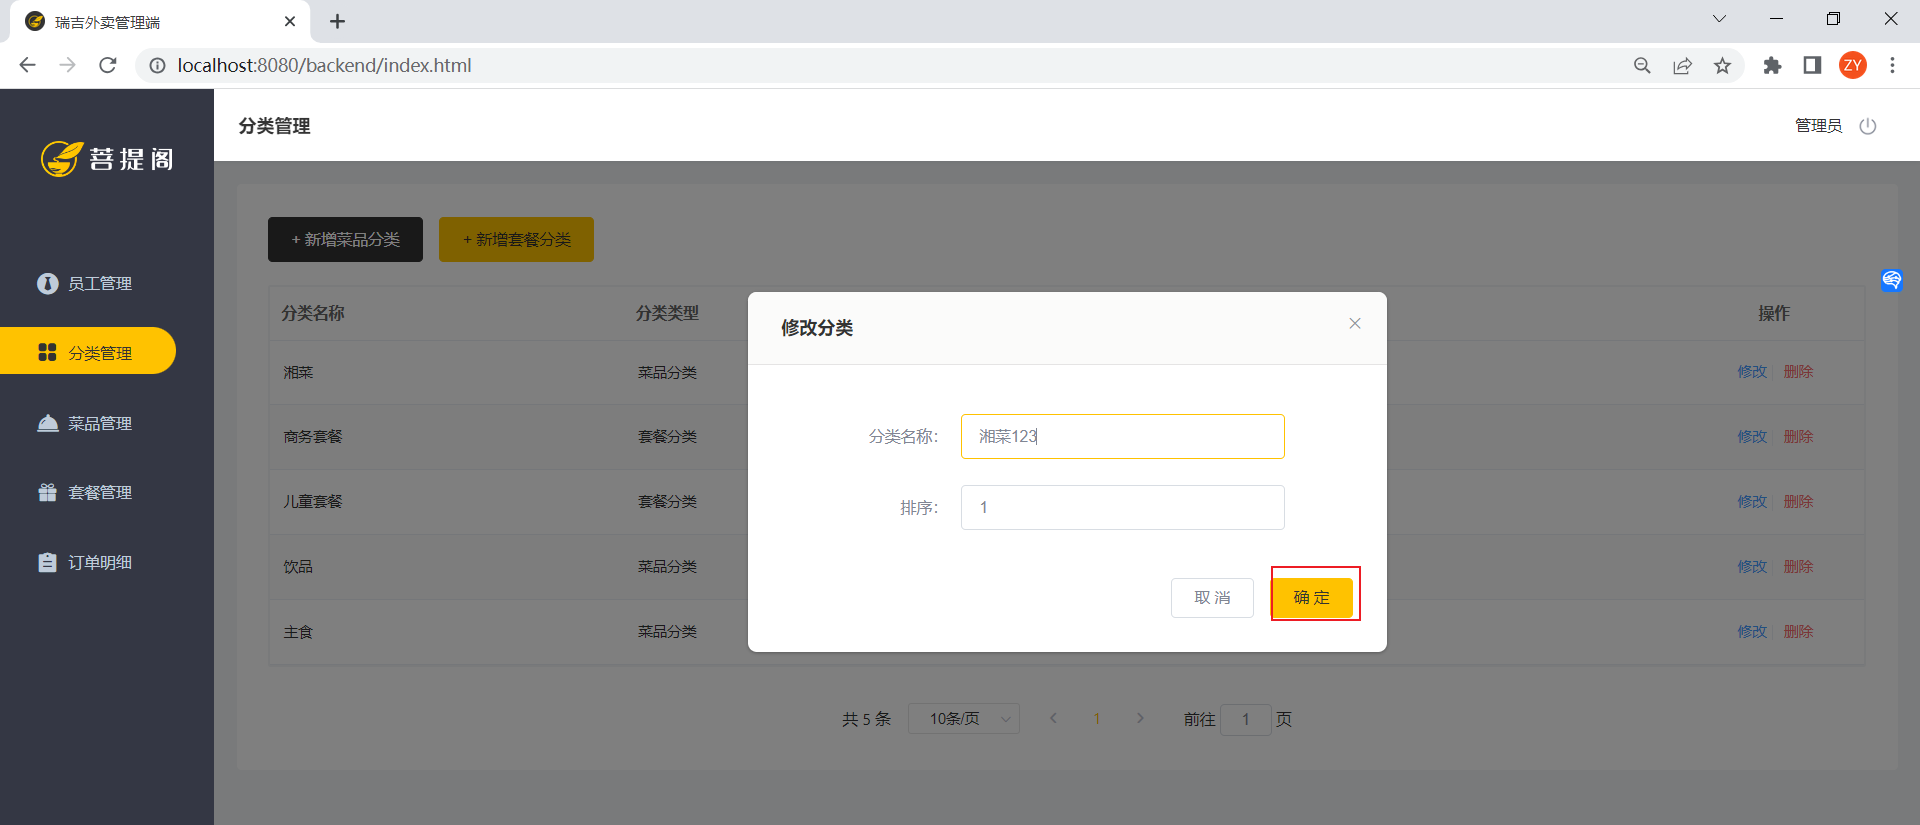 瑞吉外卖管理端
localhost:8080/backend/index.html
ZY
菩提阁
分类管理
管理员
员工管理
分类管理
菜品管理
套餐管理
订单明细
+ 新增菜品分类
+ 新增套餐分类
分类名称 分类类型 操作
湘菜 菜品分类 修改 删除
商务套餐 套餐分类 修改 删除
儿童套餐 套餐分类 修改 删除
饮品 菜品分类 修改 删除
主食 菜品分类 修改 删除
修改分类
分类名称: 湘菜123
排序: 1
取 消 确 定
共 5 条 10条/页 1 前往 1 页